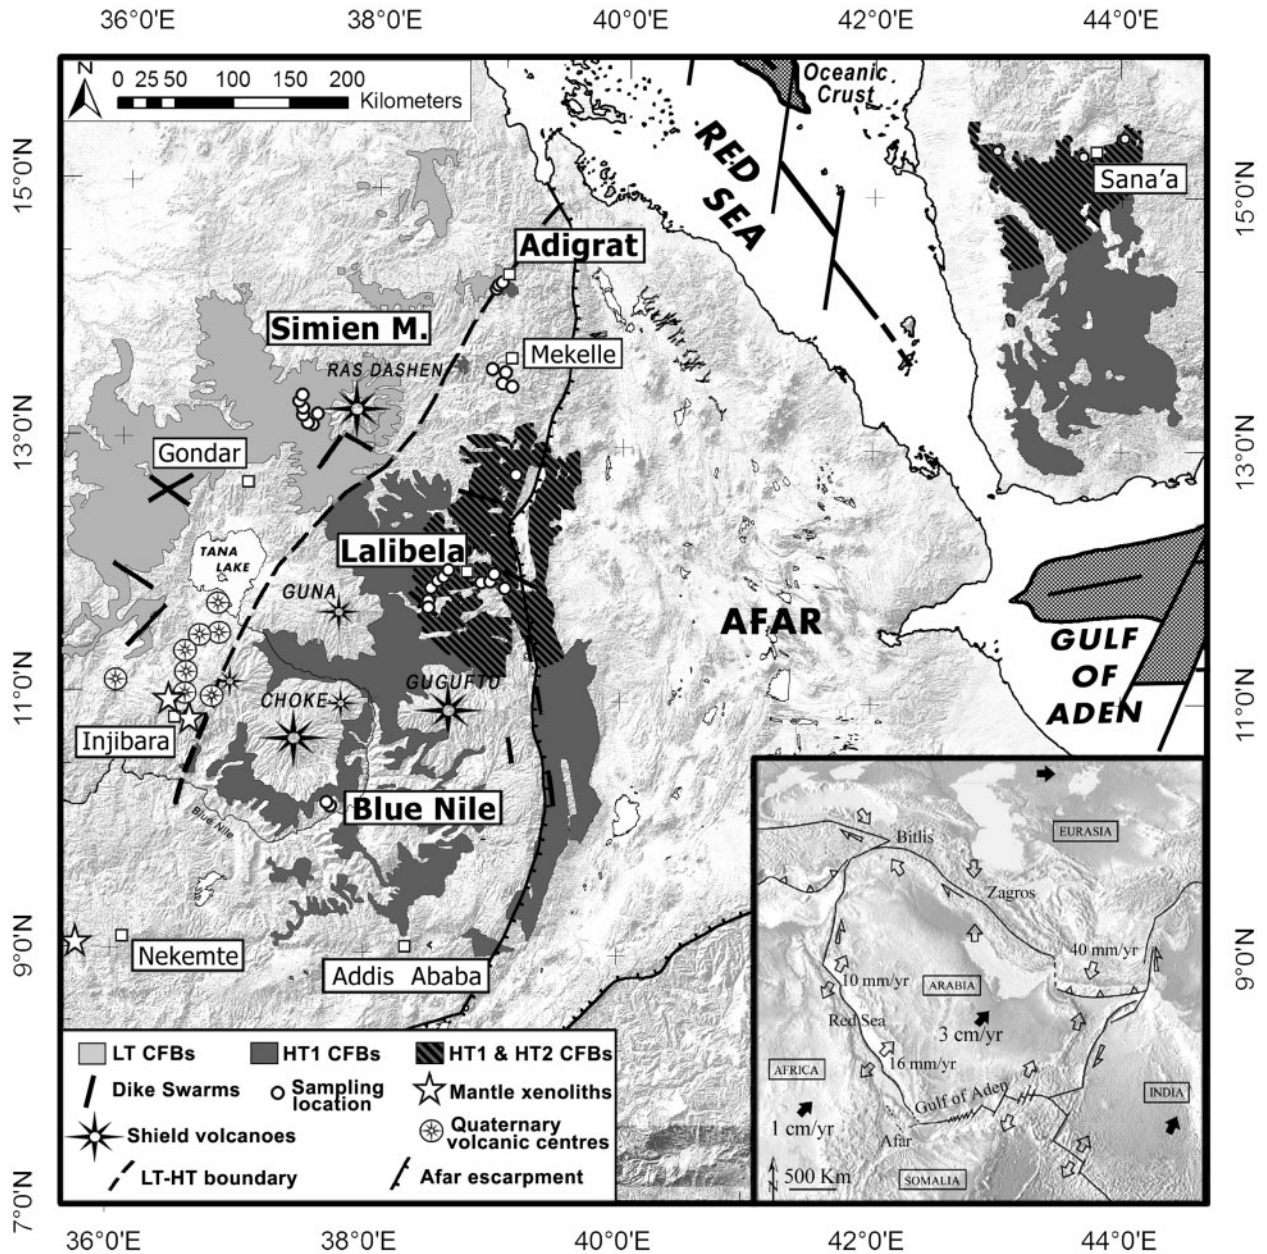 36°0'E 38°0'E 40°0'E 42°0'E 44°0'E
N
0 25 50 100 150 200
Kilometers
Oceanic
Crust
RED
SEA
Sana'a
15°0'N
15°0'N
Adigrat
Simien M.
Mekelle
RAS DASHEN
13°0'N
13°0'N
Gondar
TANA
LAKE
Lalibela
GUNA
AFAR
GULF
OF
ADEN
11°0'N
11°0'N
CHOKE
GUGUFTU
Injibara
Blue Nile
Blue Nile
9°0'N
9°0'N
Nekemte
Addis Ababa
EURASIA
Bitlis
Zagros
40 mm/yr
10 mm/yr
ARABIA
Red Sea
3 cm/yr
16 mm/yr
AFRICA
Gulf of Aden
INDIA
1 cm/yr
Afar
500 Km
SOMALIA
LT CFBs
HT1 CFBs
HT1 & HT2 CFBs
Dike Swarms
Sampling
location
Mantle xenoliths
Shield volcanoes
Quaternary
volcanic centres
LT-HT boundary
Afar escarpment
7°0'N
36°0'E 38°0'E 40°0'E 42°0'E 44°0'E